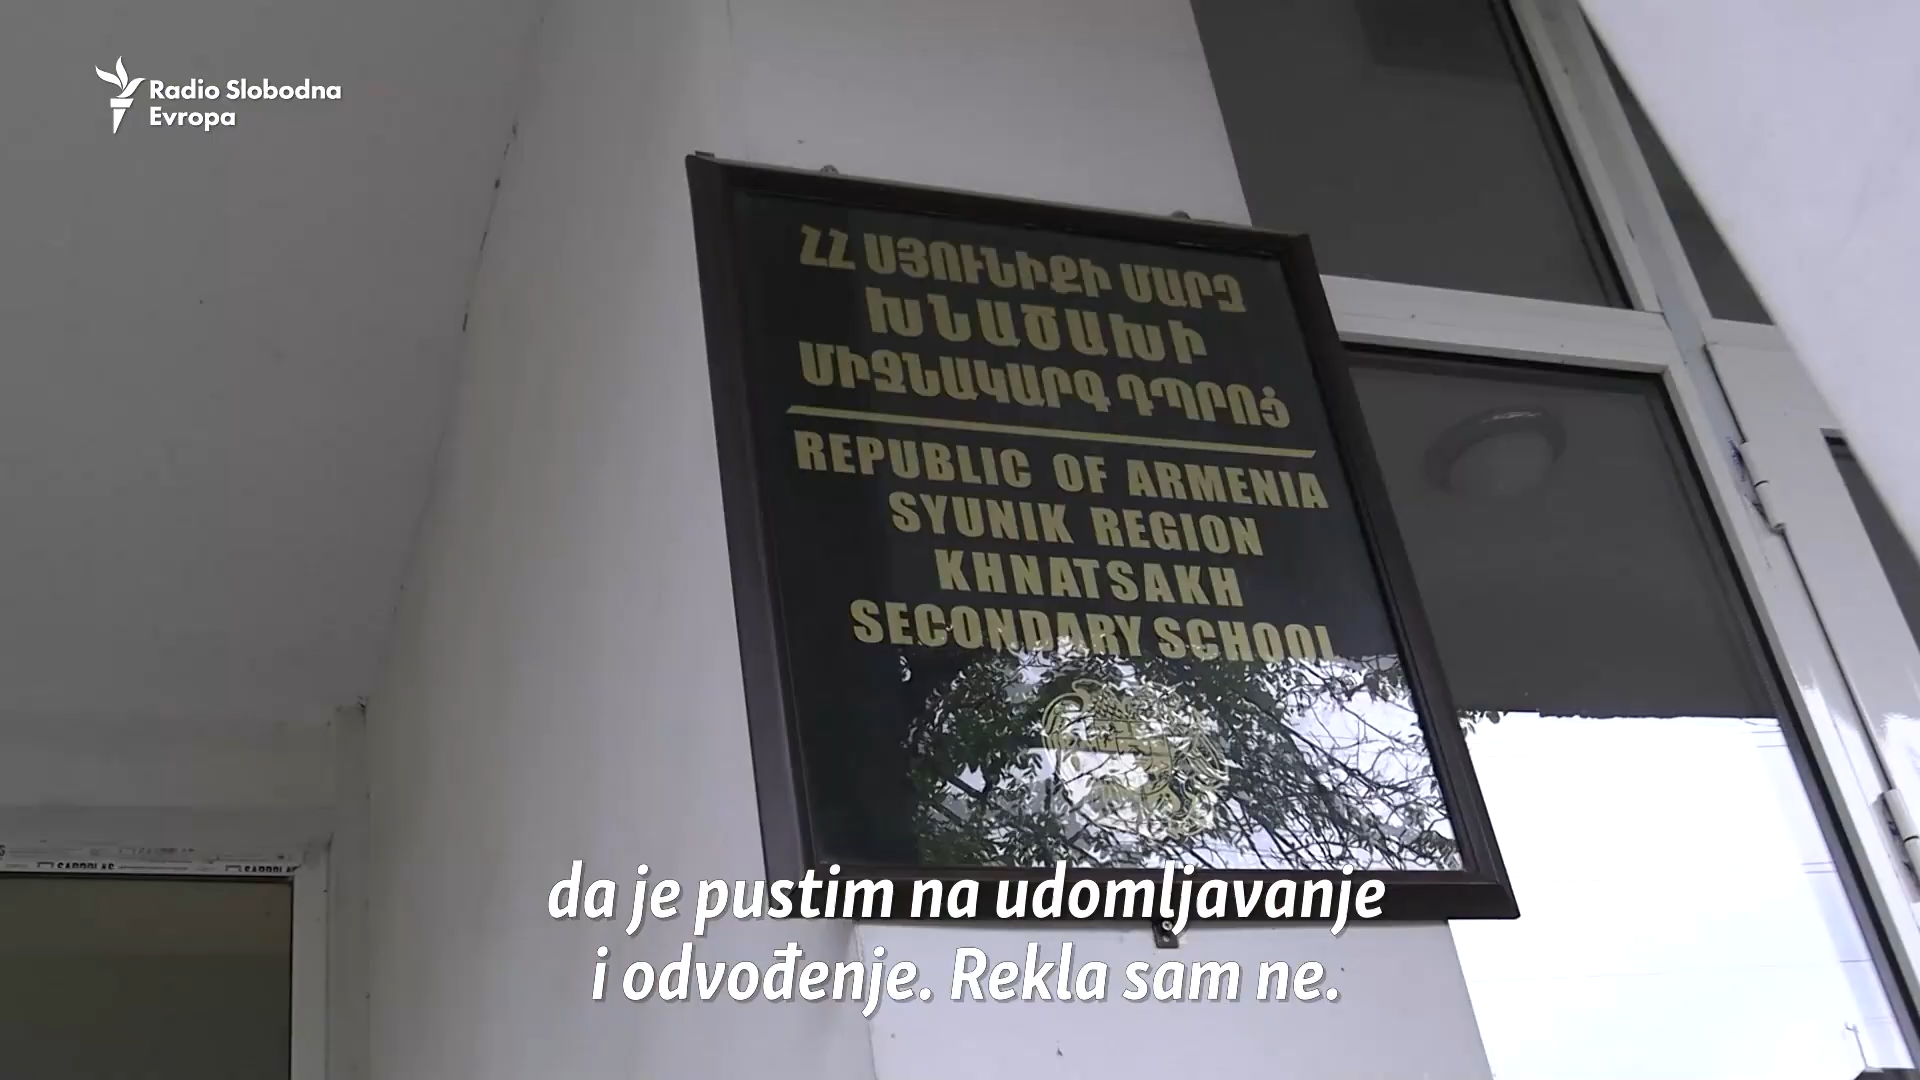 Radio Slobodna
Evropa
ՀՀ ՍՅՈՒՆԻՔԻ ՄԱՐԶ
ԽՆԱԾԱԽԻ
ՄԻՋՆԱԿԱՐԳ ԴՊՐՈՑ
REPUBLIC OF ARMENIA
SYUNIK REGION
KHNATSAKH
SECONDARY SCHOOL
da je pustim na udomljavanje
i odvođenje. Rekla sam ne.